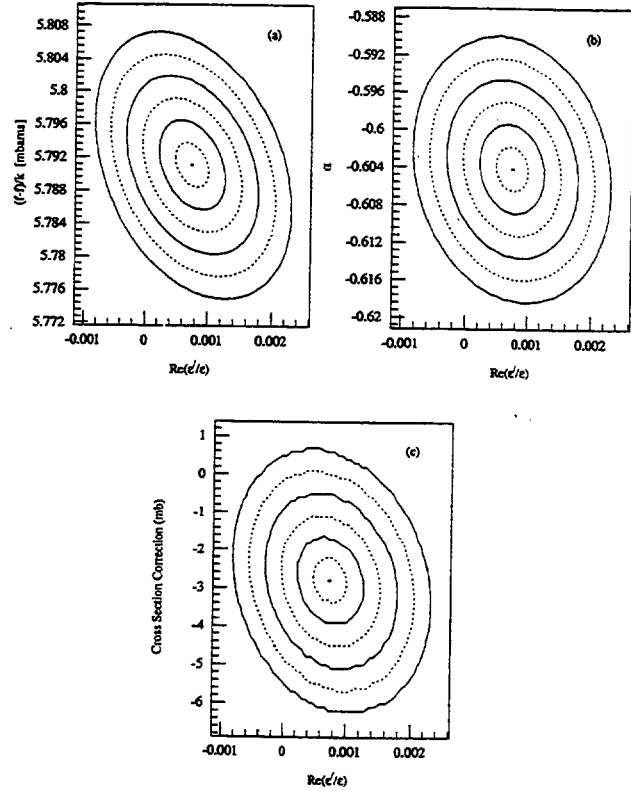 (a)
5.808
5.804
5.8
5.796
5.792
5.788
5.784
5.78
5.776
5.772
(f-f)/k [mbarns]
-0.001 0 0.001 0.002
Re(ε′/ε)
(b)
-0.588
-0.592
-0.596
-0.6
-0.604
-0.608
-0.612
-0.616
-0.62
α
-0.001 0 0.001 0.002
Re(ε′/ε)
(c)
1
0
-1
-2
-3
-4
-5
-6
Cross Section Correction (mb)
-0.001 0 0.001 0.002
Re(ε′/ε)